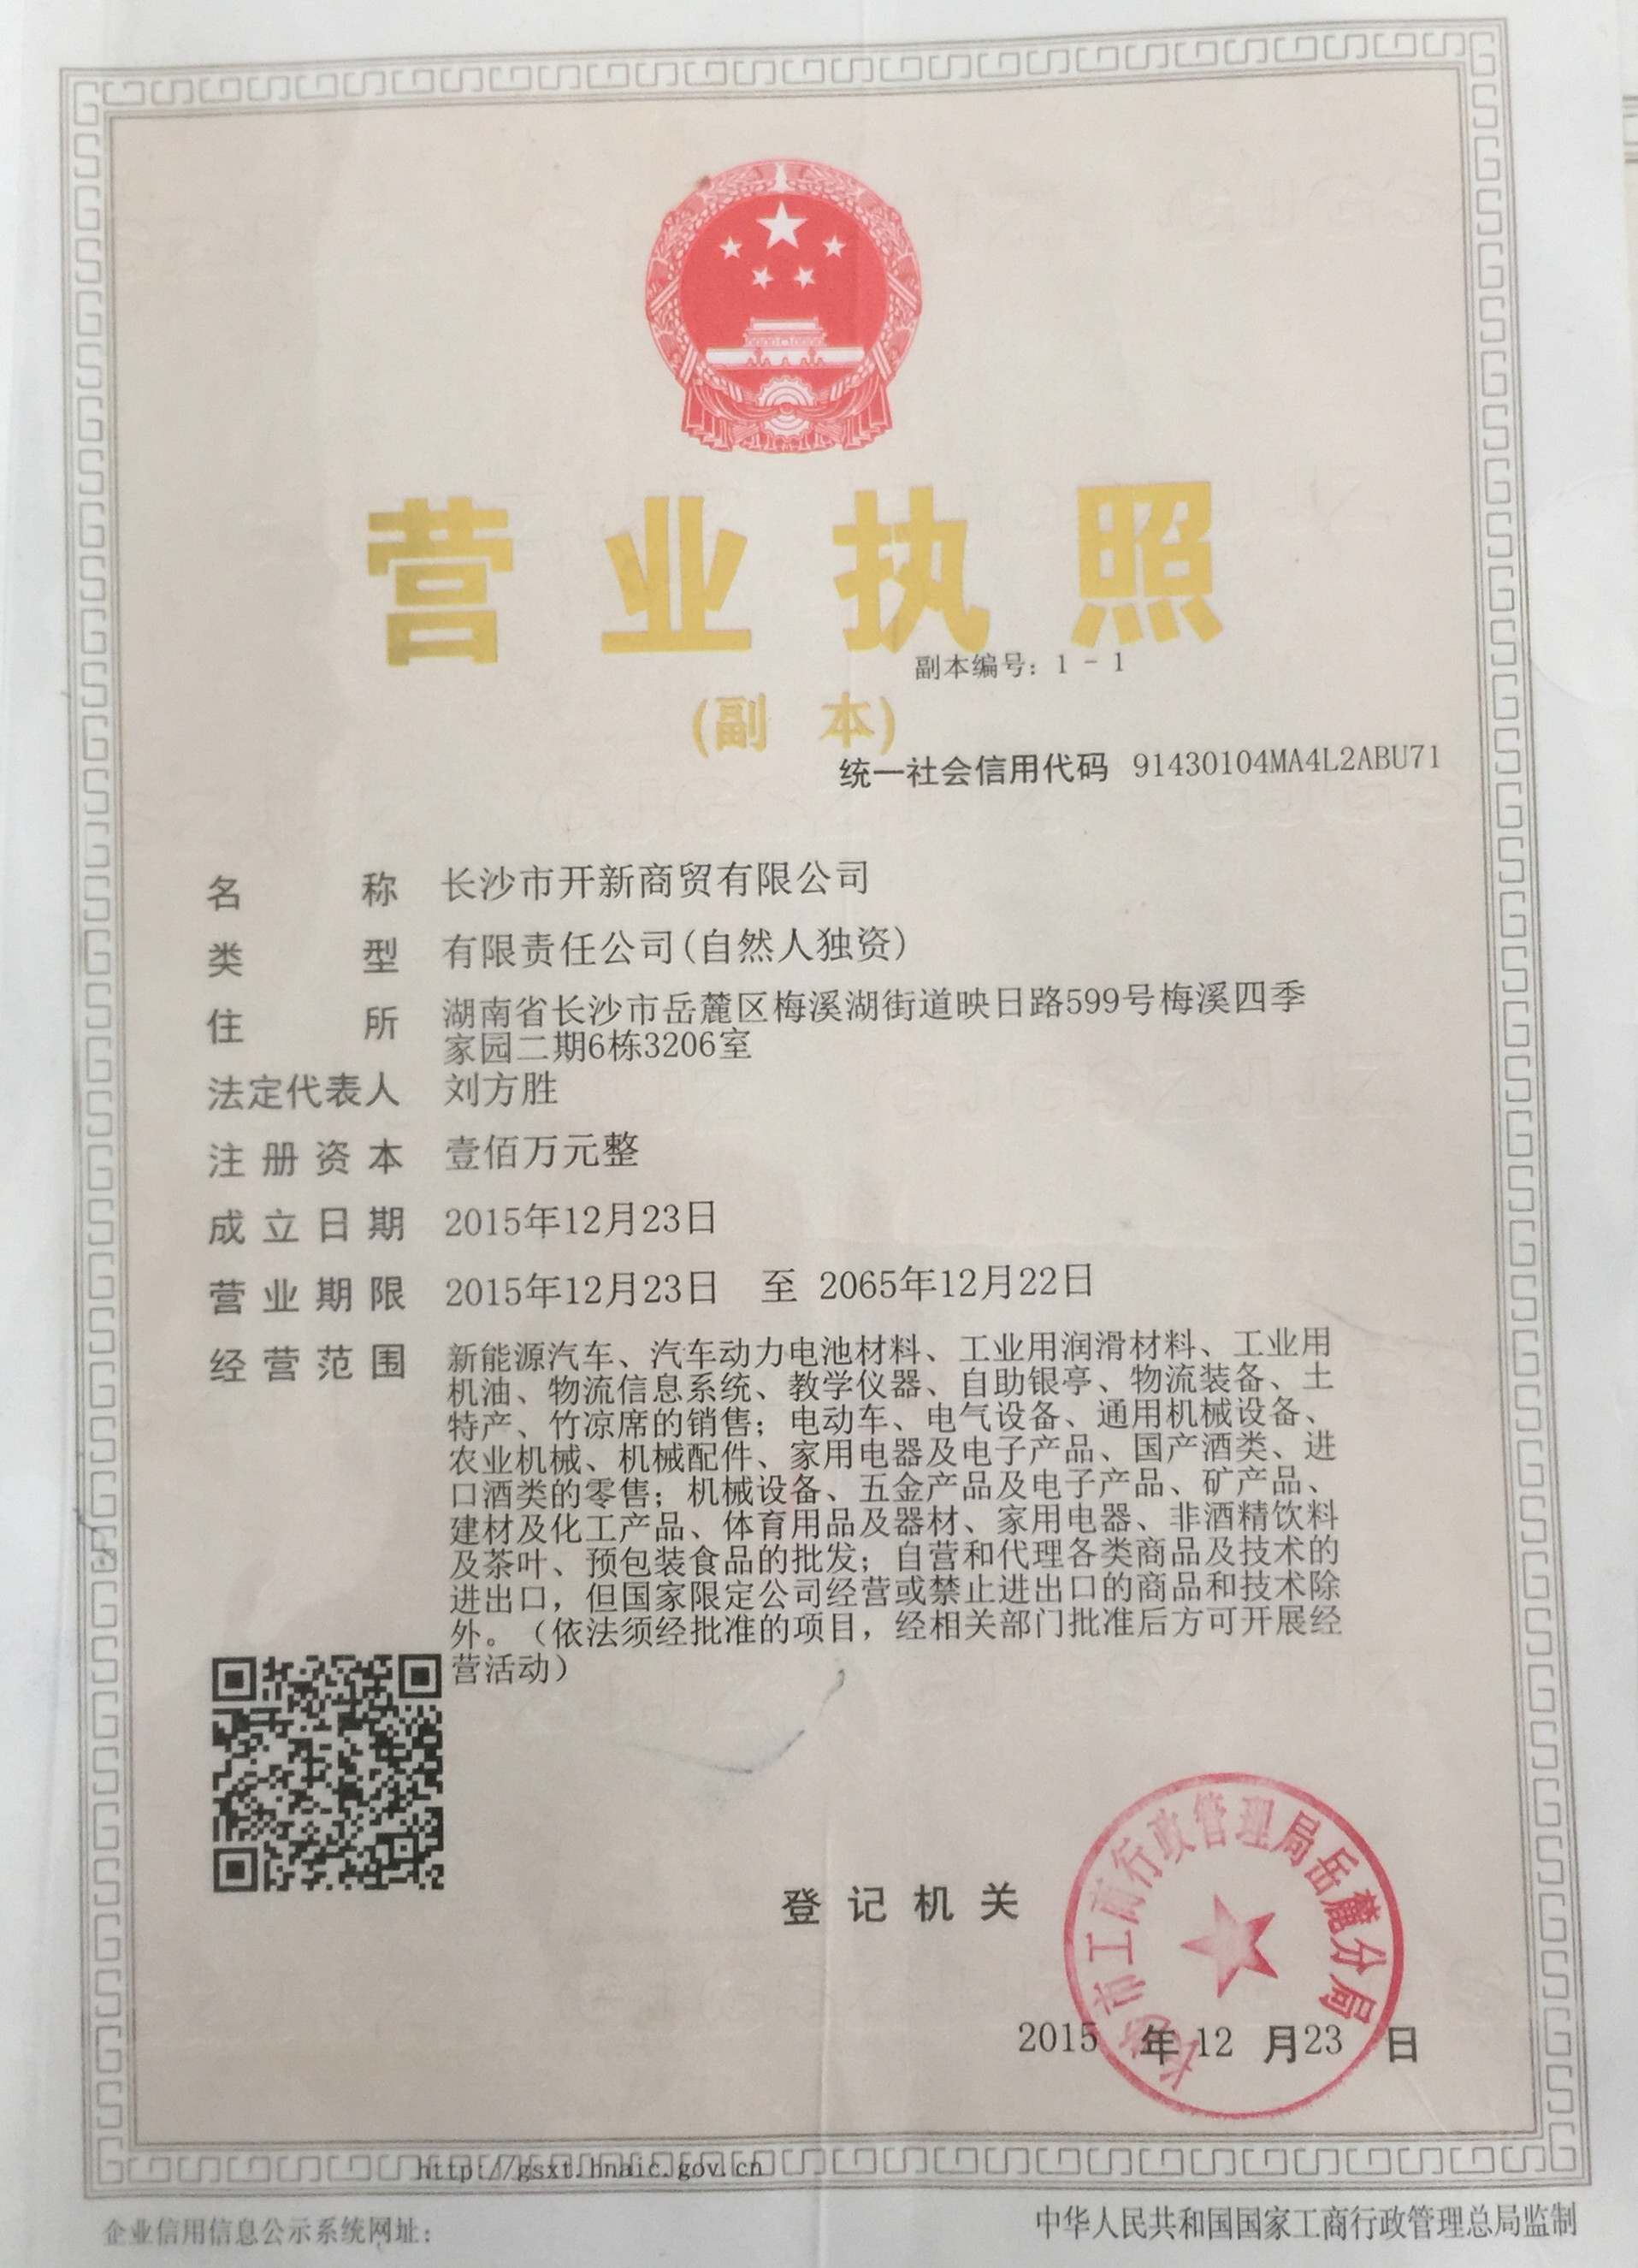 营业执照
副本编号：1－1
(副 本)
统一社会信用代码 91430104MA4L2ABU71
名 称 长沙市开新商贸有限公司
类 型 有限责任公司(自然人独资)
住 所 湖南省长沙市岳麓区梅溪湖街道映日路599号梅溪四季
家园二期6栋3206室
法定代表人 刘方胜
注册资本 壹佰万元整
成立日期 2015年12月23日
营业期限 2015年12月23日 至 2065年12月22日
经营范围 新能源汽车、汽车动力电池材料、工业用润滑材料、工业用
机油、物流信息系统、教学仪器、自助银亭、物流装备、土
特产、竹凉席的销售；电动车、电气设备、通用机械设备、
农业机械、机械配件、家用电器及电子产品、国产酒类、进
口酒类的零售；机械设备、五金产品及电子产品、矿产品、
建材及化工产品、体育用品及器材、家用电器、非酒精饮料
及茶叶、预包装食品的批发；自营和代理各类商品及技术的
进出口，但国家限定公司经营或禁止进出口的商品和技术除
外。（依法须经批准的项目，经相关部门批准后方可开展经
营活动）
长沙市工商行政管理局岳麓分局
登记机关
2015 年 12 月 23 日
http://gsxt.hnaic.gov.cn
企业信用信息公示系统网址：
中华人民共和国国家工商行政管理总局监制